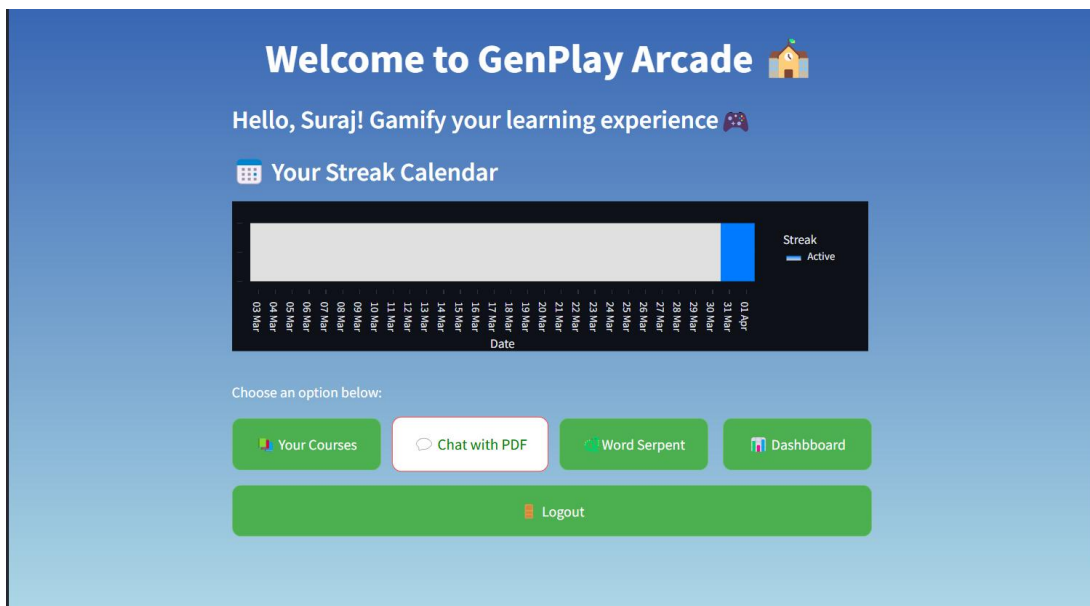 Welcome to GenPlay Arcade 🏫
Hello, Suraj! Gamify your learning experience 🎮
📅 Your Streak Calendar
Streak
Active
03 Mar
04 Mar
05 Mar
06 Mar
07 Mar
08 Mar
09 Mar
10 Mar
11 Mar
12 Mar
13 Mar
14 Mar
15 Mar
16 Mar
17 Mar
18 Mar
19 Mar
20 Mar
21 Mar
22 Mar
23 Mar
24 Mar
25 Mar
26 Mar
27 Mar
28 Mar
29 Mar
30 Mar
31 Mar
01 Apr
Date
Choose an option below:
📚 Your Courses
💬 Chat with PDF
Word Serpent
📊 Dashbboard
🚪 Logout